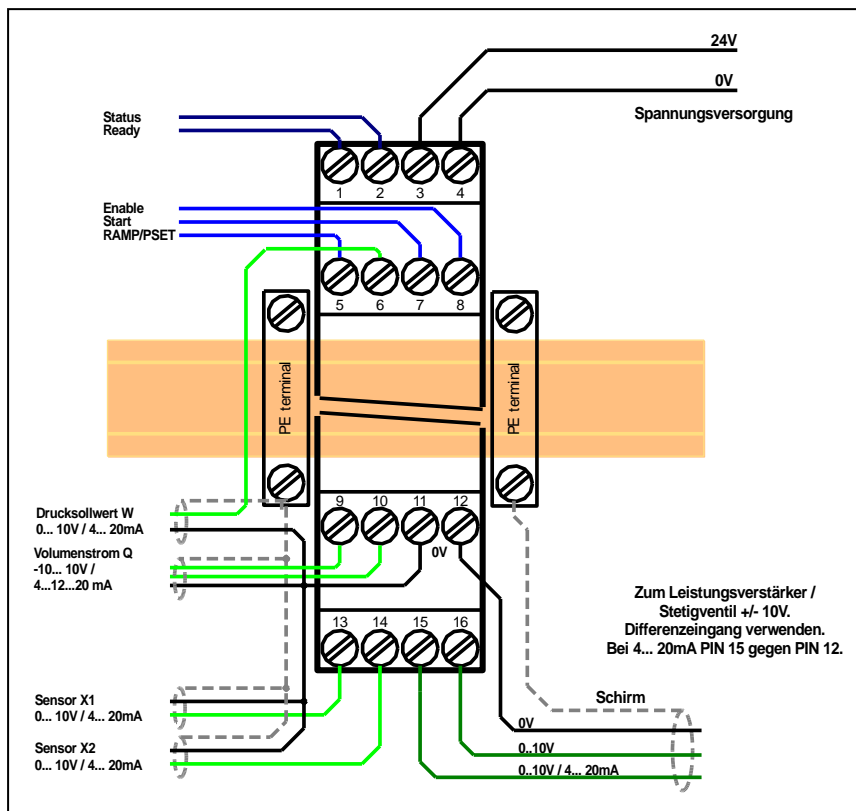 24V
0V
Spannungsversorgung
Status
Ready
1 2 3 4
Enable
Start
RAMP/PSET
5 6 7 8
PE terminal
PE terminal
Drucksollwert W
0... 10V / 4... 20mA
Volumenstrom Q
-10... 10V /
4...12...20 mA
9 10 11 12
0V
Zum Leistungsverstärker /
Stetigventil +/- 10V.
Differenzeingang verwenden.
Bei 4... 20mA PIN 15 gegen PIN 12.
13 14 15 16
Sensor X1
0... 10V / 4... 20mA
Sensor X2
0... 10V / 4... 20mA
Schirm
0V
0..10V
0..10V / 4... 20mA